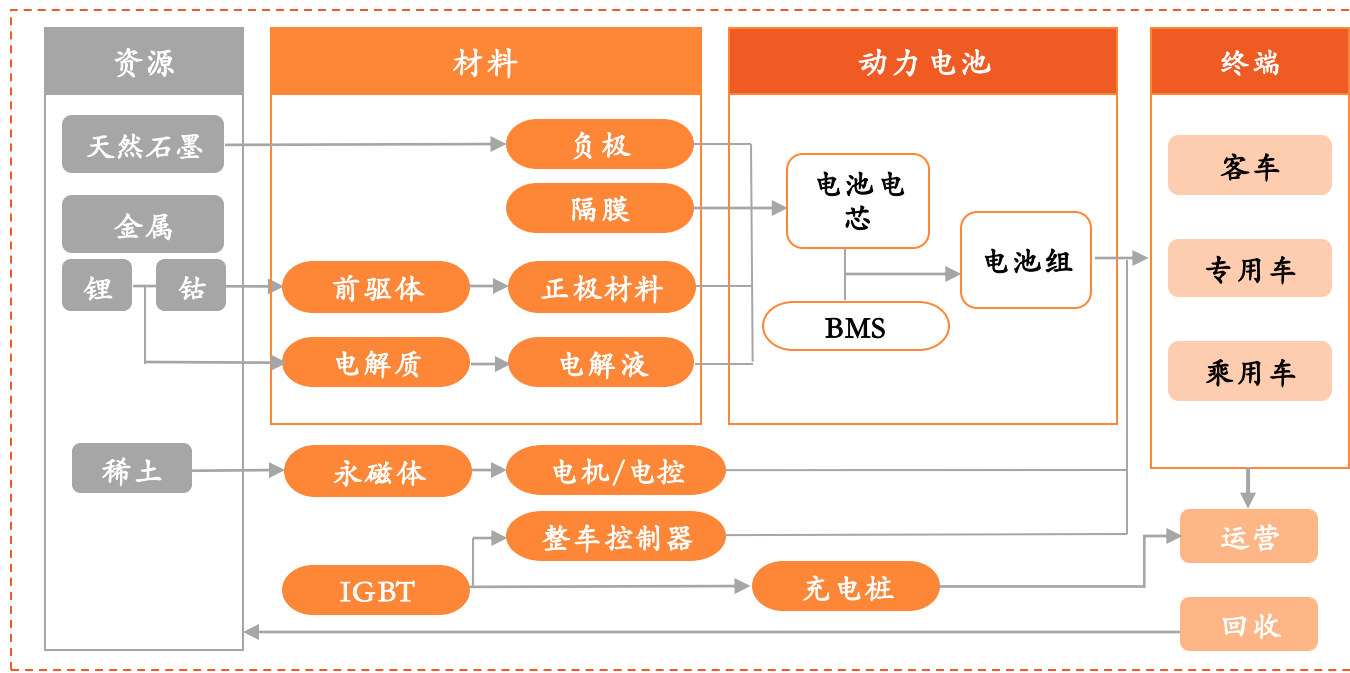 资源
材料
动力电池
终端
天然石墨
负极
金属
隔膜
锂
钴
前驱体
正极材料
电解质
电解液
电池电
芯
BMS
电池组
客车
专用车
乘用车
稀土
永磁体
电机/电控
整车控制器
IGBT
充电桩
运营
回收